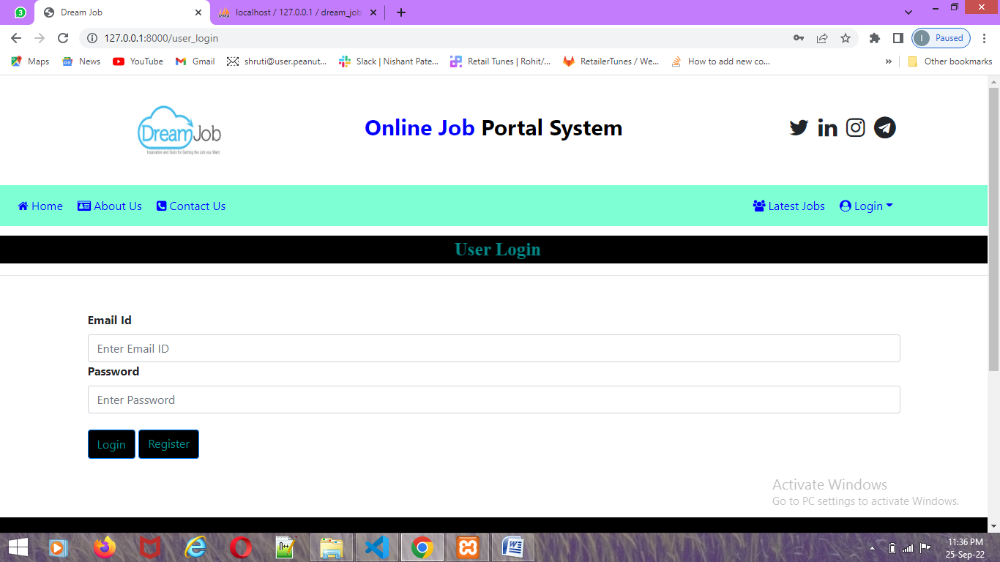 3
Dream Job
PMA
localhost / 127.0.0.1 / dream_job
127.0.0.1:8000/user_login
I
Paused
Maps
News
YouTube
Gmail
shruti@user.peanut...
Slack | Nishant Pate...
Retail Tunes | Rohit/...
RetailerTunes / We...
How to add new co...
»
Other bookmarks
DreamJob
Inspiration and Tools for Getting the Job you Want
Online Job Portal System
Home
About Us
Contact Us
Latest Jobs
Login
User Login
Email Id
Enter Email ID
Password
Enter Password
Login
Register
Activate Windows
Go to PC settings to activate Windows.
11:36 PM
25-Sep-22